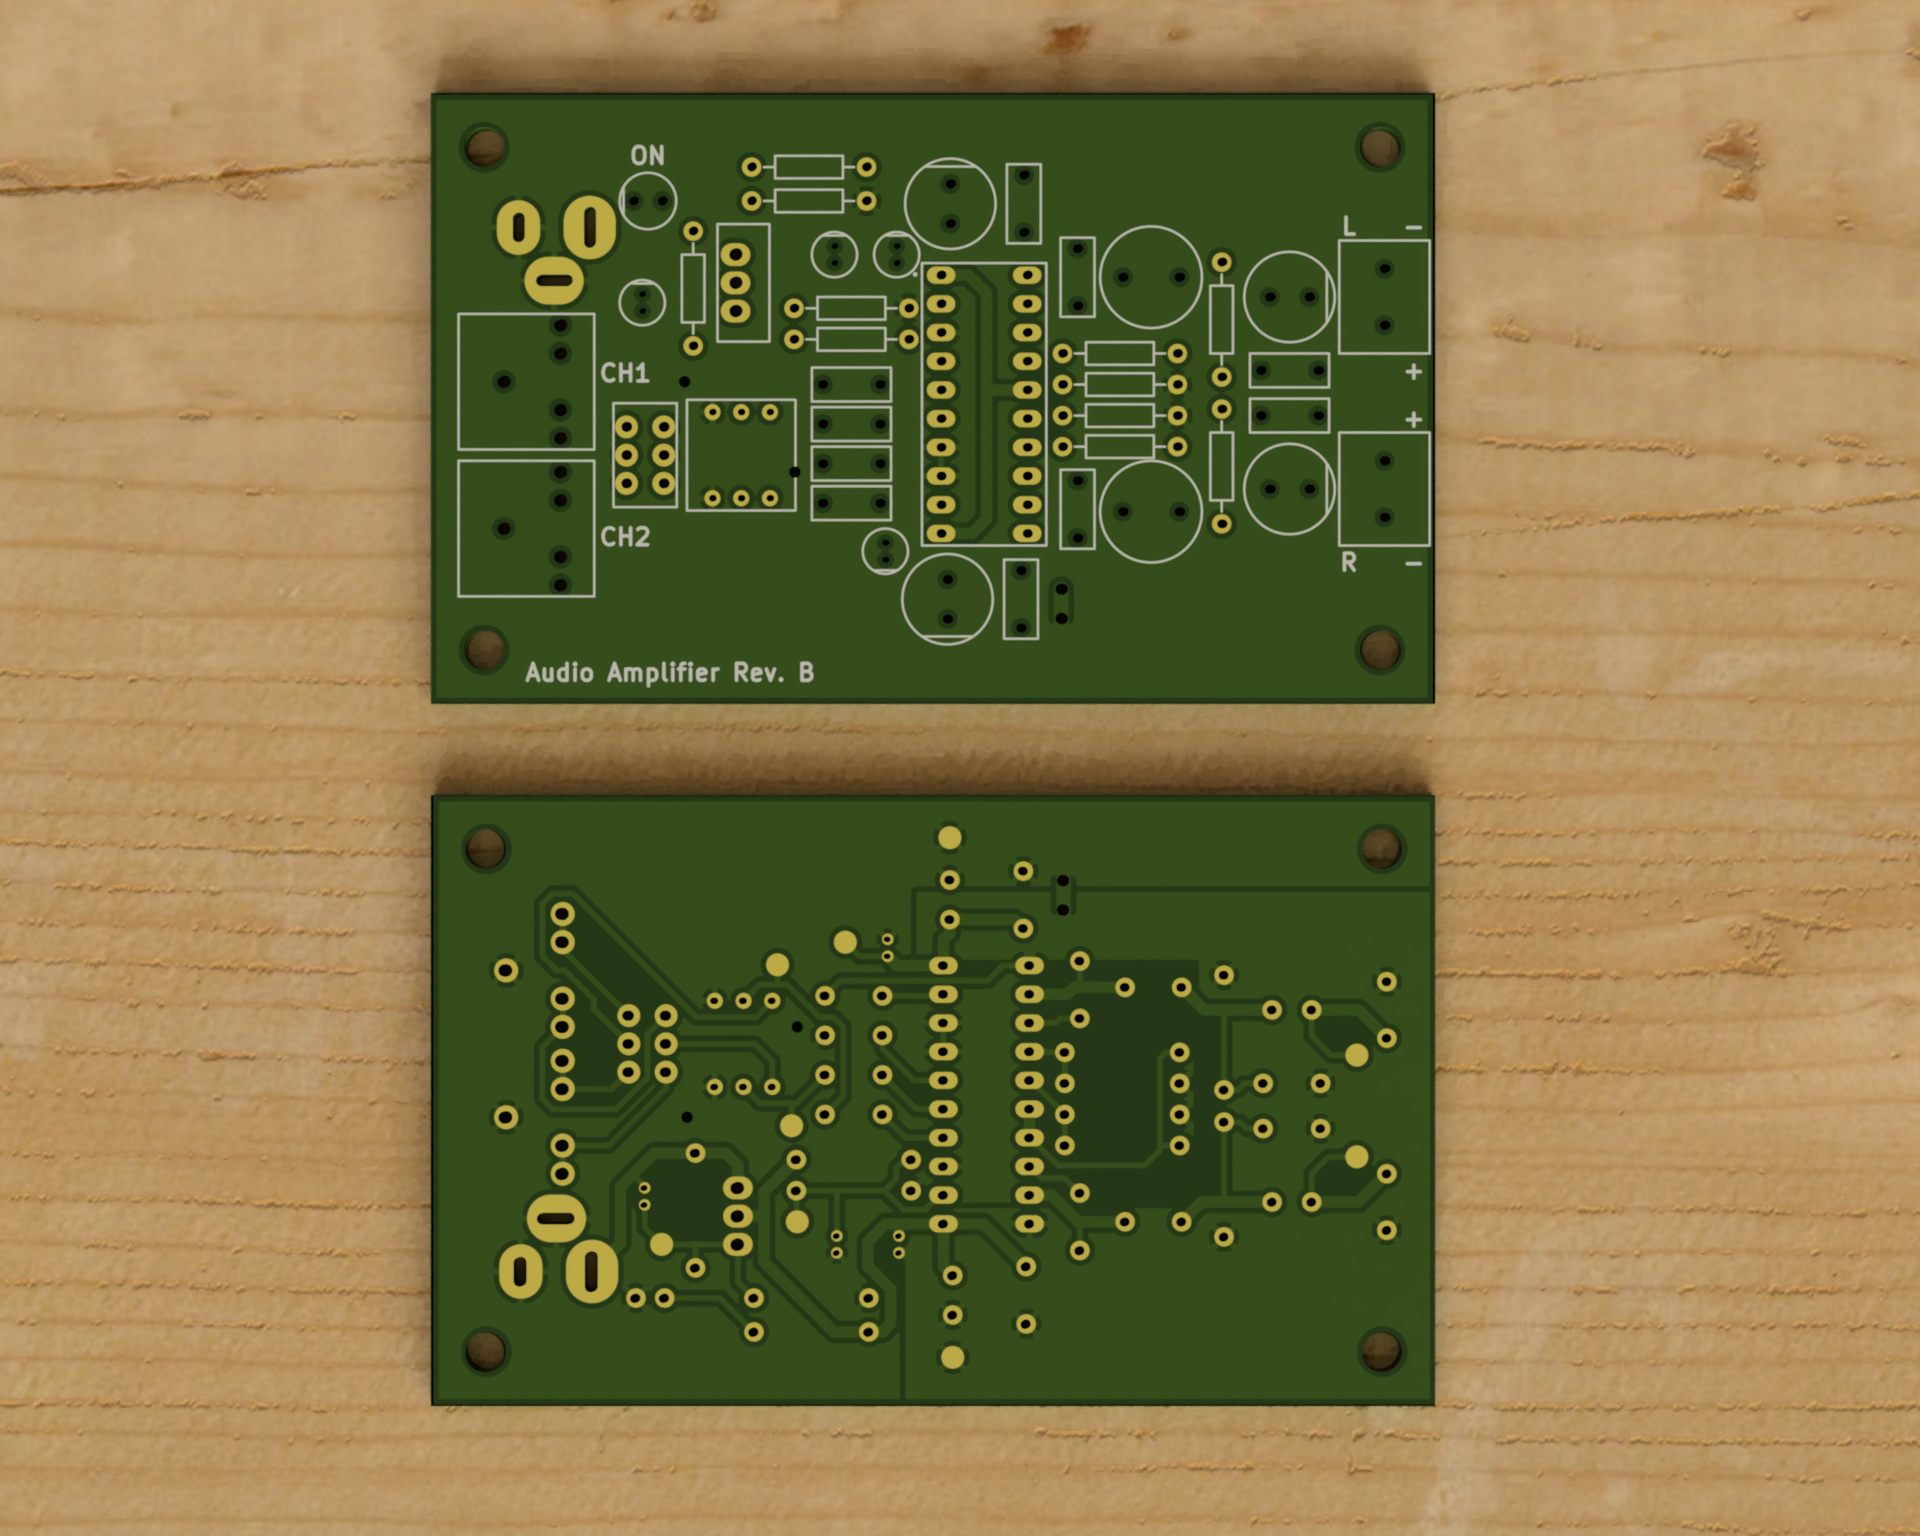 ON
L −
CH1
+
+
CH2
R −
Audio Amplifier Rev. B